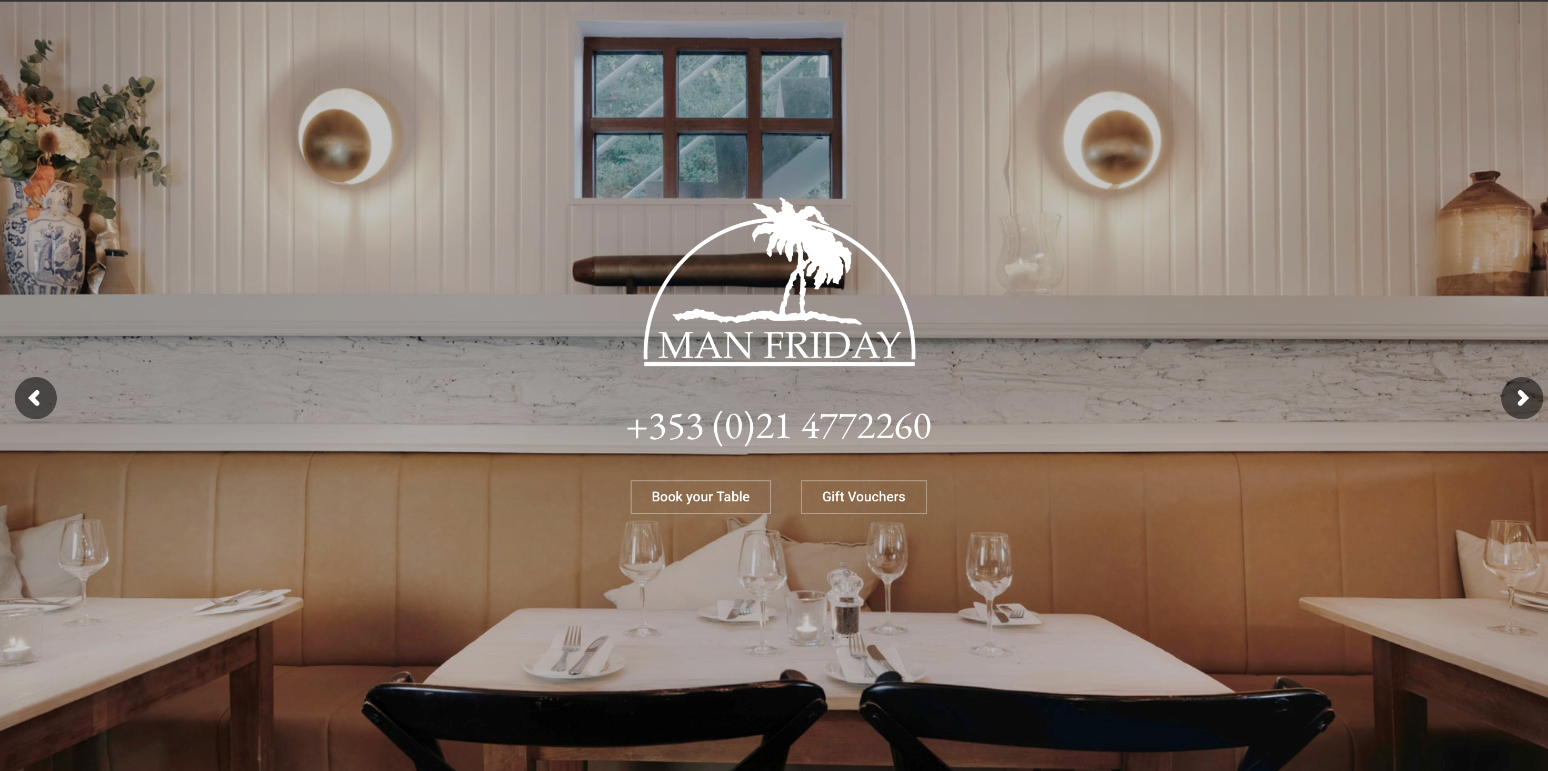 MAN FRIDAY
+353 (0)21 4772260
Book your Table
Gift Vouchers